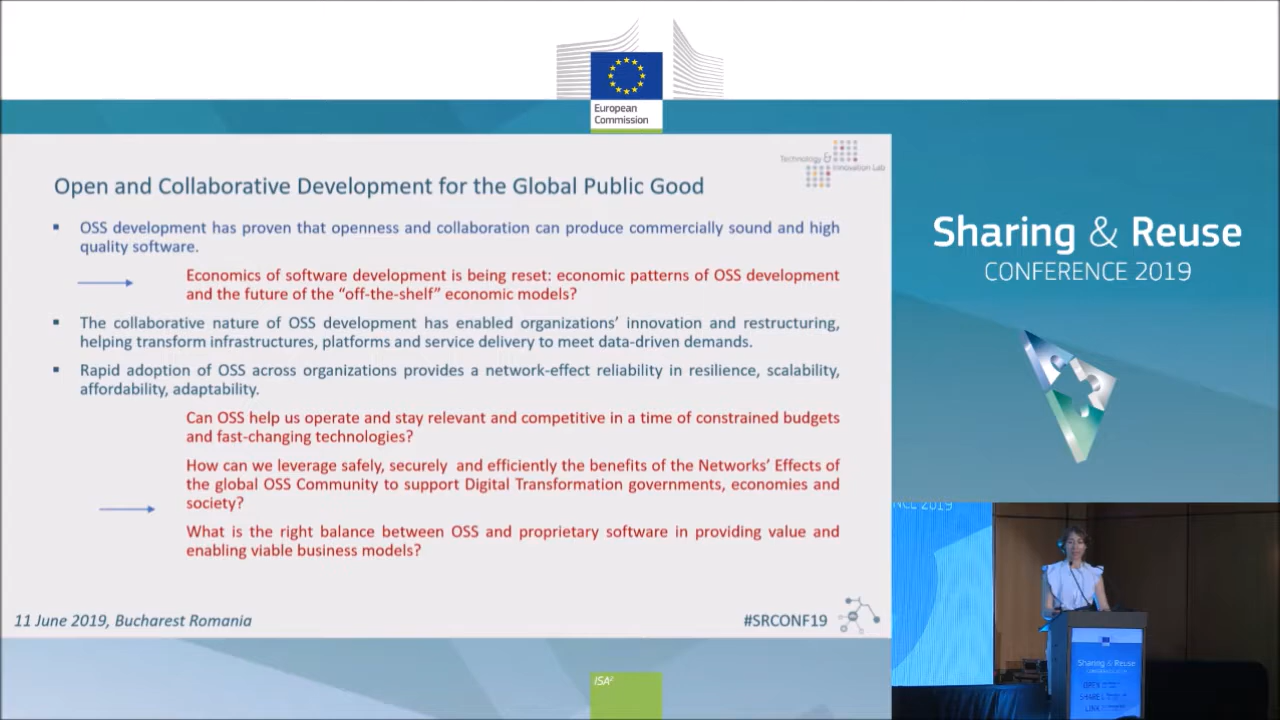 European
Commission
Technology &
Innovation Lab
Open and Collaborative Development for the Global Public Good
▪ OSS development has proven that openness and collaboration can produce commercially sound and high
quality software.
Economics of software development is being reset: economic patterns of OSS development
and the future of the “off-the-shelf” economic models?
▪ The collaborative nature of OSS development has enabled organizations’ innovation and restructuring,
helping transform infrastructures, platforms and service delivery to meet data-driven demands.
▪ Rapid adoption of OSS across organizations provides a network-effect reliability in resilience, scalability,
affordability, adaptability.
Can OSS help us operate and stay relevant and competitive in a time of constrained budgets
and fast-changing technologies?
How can we leverage safely, securely and efficiently the benefits of the Networks’ Effects of
the global OSS Community to support Digital Transformation governments, economies and
society?
What is the right balance between OSS and proprietary software in providing value and
enabling viable business models?
11 June 2019, Bucharest Romania
#SRCONF19
ISA²
Sharing & Reuse
CONFERENCE 2019
2019
Sharing & Reuse
OPEN
SHARE
LINK